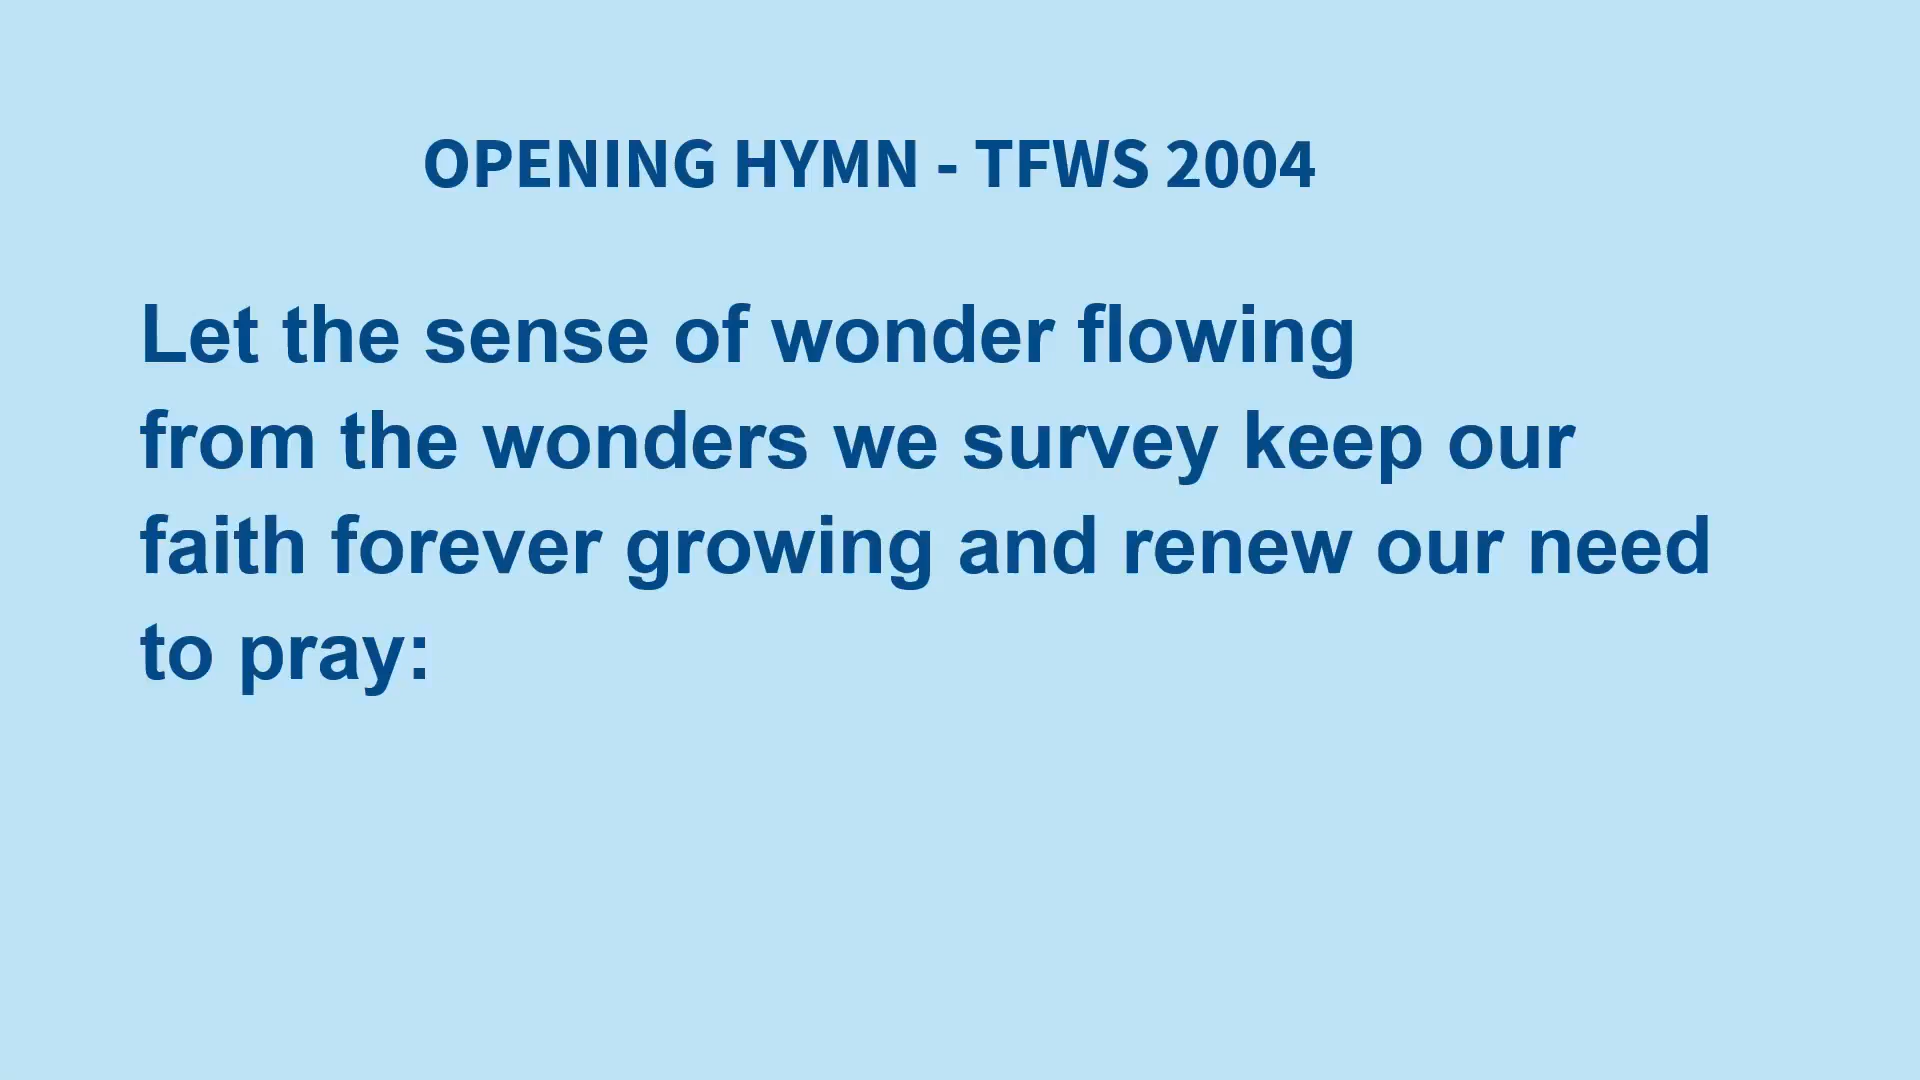 OPENING HYMN - TFWS 2004
Let the sense of wonder flowing
from the wonders we survey keep our
faith forever growing and renew our need
to pray: